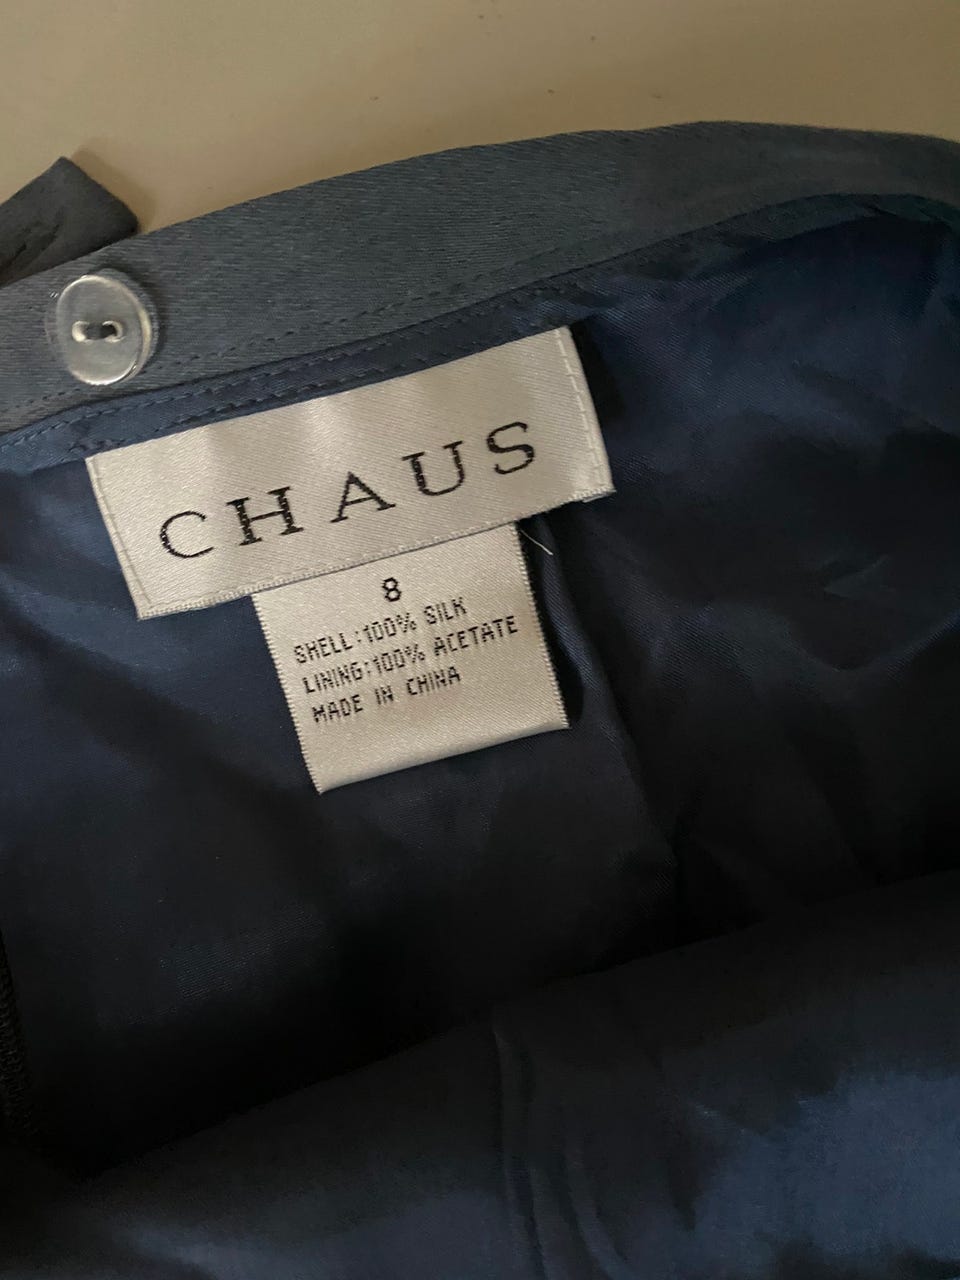 CHAUS
8
SHELL:100% SILK
LINING:100% ACETATE
MADE IN CHINA